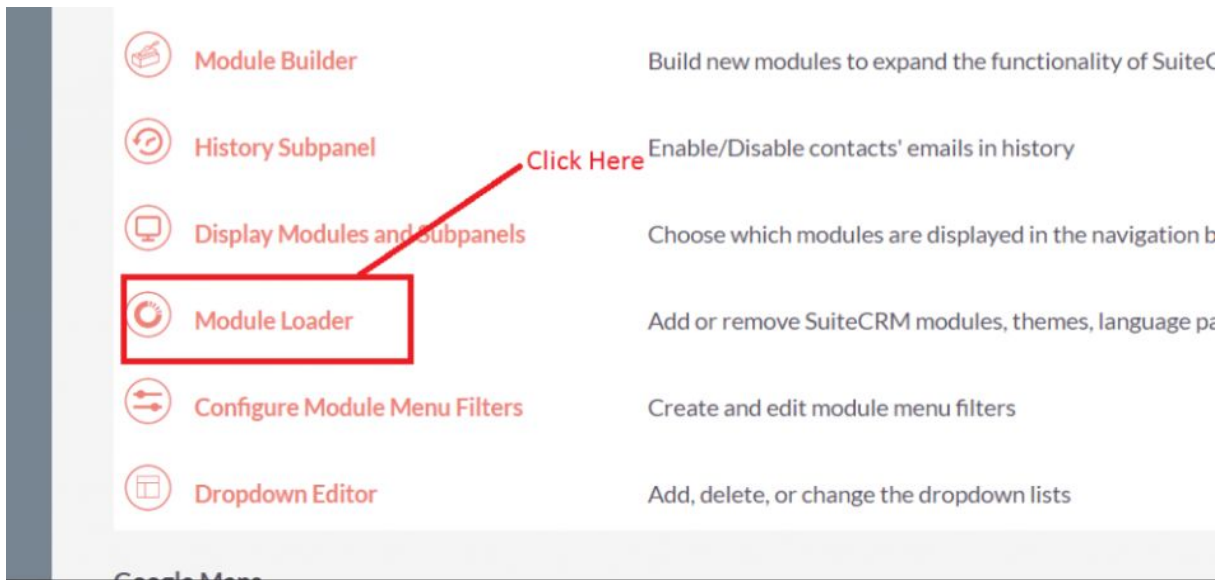 Module Builder Build new modules to expand the functionality of Suite
History Subpanel Enable/Disable contacts' emails in history
Click Here
Display Modules and Subpanels Choose which modules are displayed in the navigation
Module Loader Add or remove SuiteCRM modules, themes, language
Configure Module Menu Filters Create and edit module menu filters
Dropdown Editor Add, delete, or change the dropdown lists
Google Maps